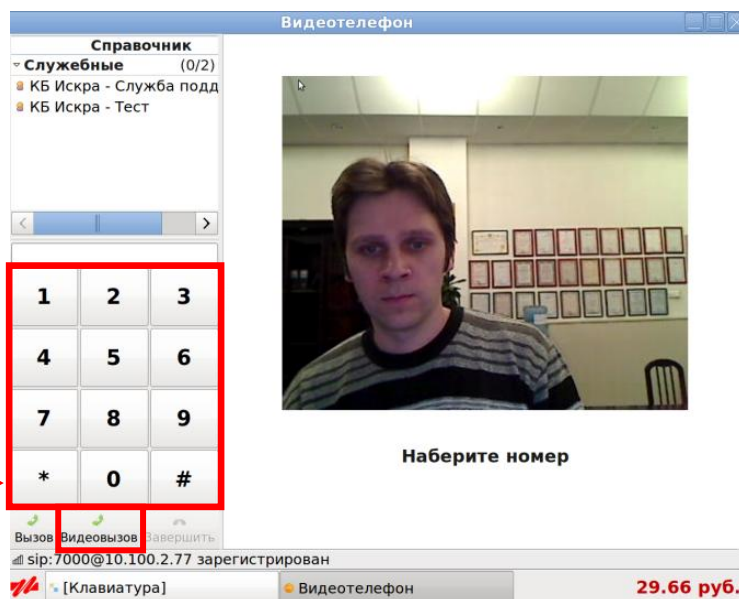 Видеотелефон
Справочник
Служебные (0/2)
КБ Искра - Служба подд
КБ Искра - Тест
1 2 3
4 5 6
7 8 9
* 0 #
Наберите номер
Вызов Видеовызов Завершить
sip:7000@10.100.2.77 зарегистрирован
[Клавиатура] Видеотелефон 29.66 руб.